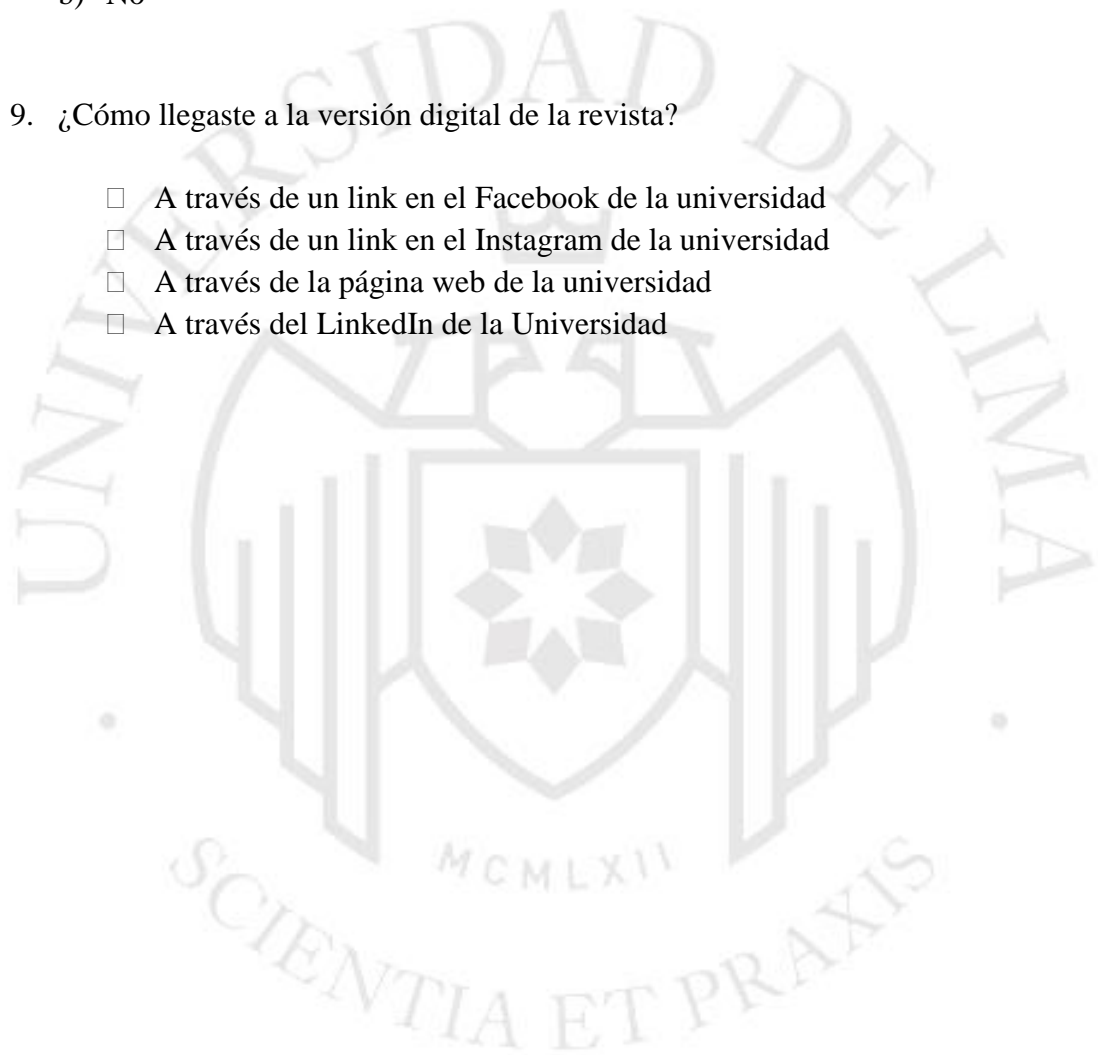 b) No
9. ¿Cómo llegaste a la versión digital de la revista?
□ A través de un link en el Facebook de la universidad
□ A través de un link en el Instagram de la universidad
□ A través de la página web de la universidad
□ A través del LinkedIn de la Universidad
UNIVERSIDAD DE LIMA
MCMLXII
SCIENTIA ET PRAXIS